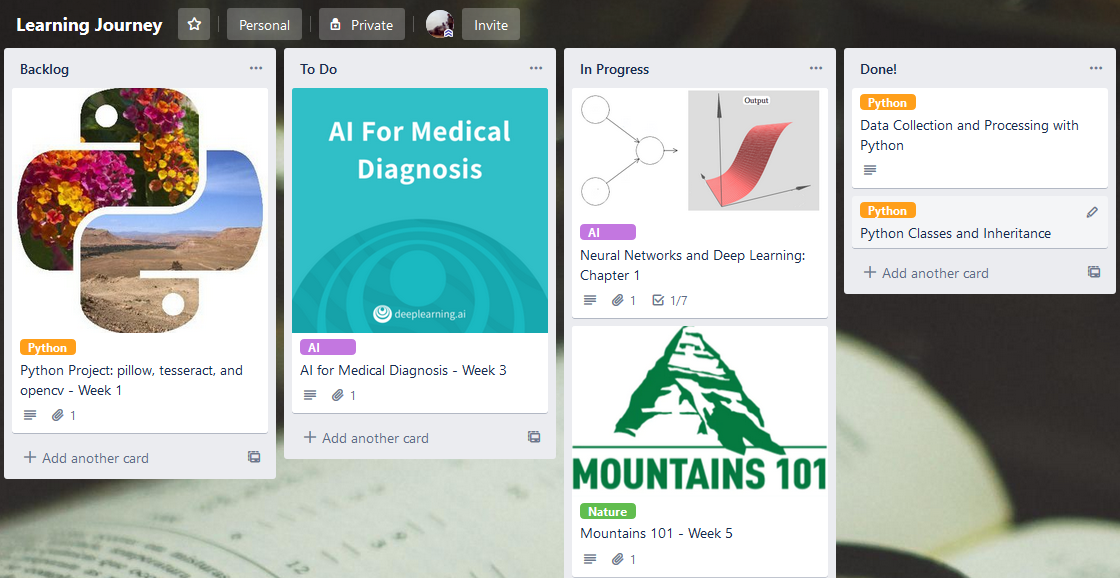 Learning Journey
Personal
Private
Invite
Backlog
Python
Python Project: pillow, tesseract, and
opencv - Week 1
1
Add another card
To Do
AI For Medical
Diagnosis
deeplearning.ai
AI
AI for Medical Diagnosis - Week 3
1
Add another card
In Progress
Output
AI
Neural Networks and Deep Learning:
Chapter 1
1
1/7
MOUNTAINS 101
Nature
Mountains 101 - Week 5
1
Done!
Python
Data Collection and Processing with
Python
Python
Python Classes and Inheritance
Add another card